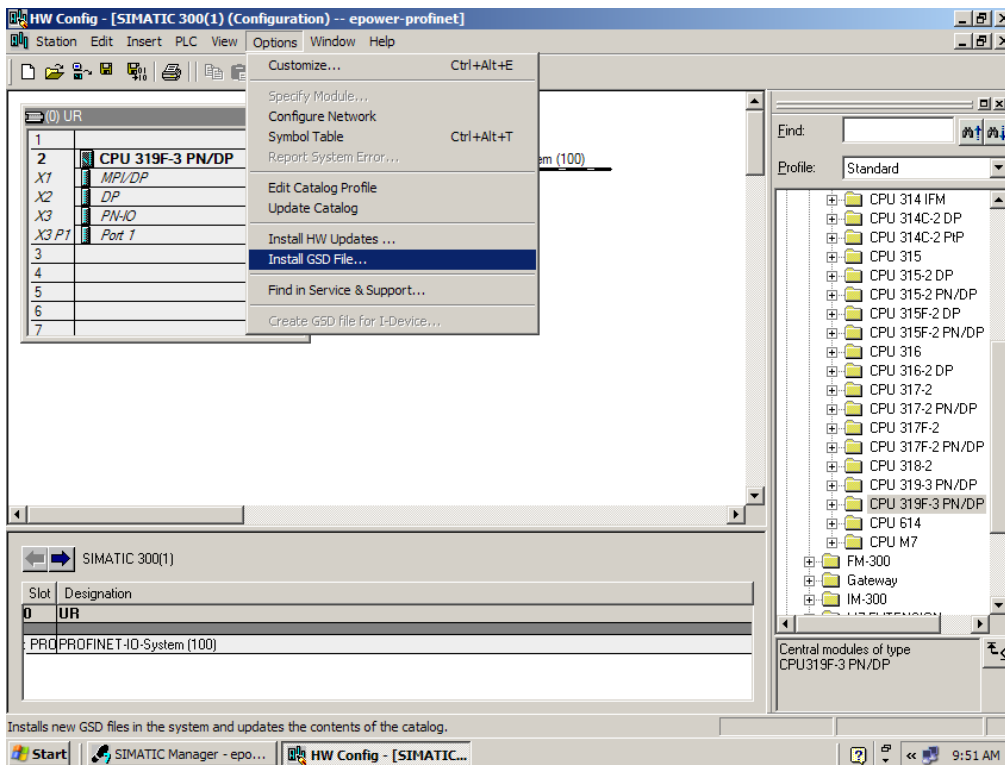 HW Config - [SIMATIC 300(1) (Configuration) -- epower-profinet]
Station Edit Insert PLC View Options Window Help
Customize... Ctrl+Alt+E
Specify Module...
Configure Network
Symbol Table Ctrl+Alt+T
Report System Error...
Edit Catalog Profile
Update Catalog
Install HW Updates ...
Install GSD File...
Find in Service & Support...
Create GSD file for I-Device...
(0) UR
1
2 CPU 319F-3 PN/DP
X1 MPI/DP
X2 DP
X3 PN-IO
X3 P1 Port 1
3
4
5
6
7
em (100)
Find:
Profile: Standard
CPU 314 IFM
CPU 314C-2 DP
CPU 314C-2 PtP
CPU 315
CPU 315-2 DP
CPU 315-2 PN/DP
CPU 315F-2 DP
CPU 315F-2 PN/DP
CPU 316
CPU 316-2 DP
CPU 317-2
CPU 317-2 PN/DP
CPU 317F-2
CPU 317F-2 PN/DP
CPU 318-2
CPU 319-3 PN/DP
CPU 319F-3 PN/DP
CPU 614
CPU M7
FM-300
Gateway
IM-300
Central modules of type
CPU319F-3 PN/DP
SIMATIC 300(1)
Slot Designation
0 UR
: PRO PROFINET-IO-System (100)
Installs new GSD files in the system and updates the contents of the catalog.
Start SIMATIC Manager - epo... HW Config - [SIMATIC... 9:51 AM